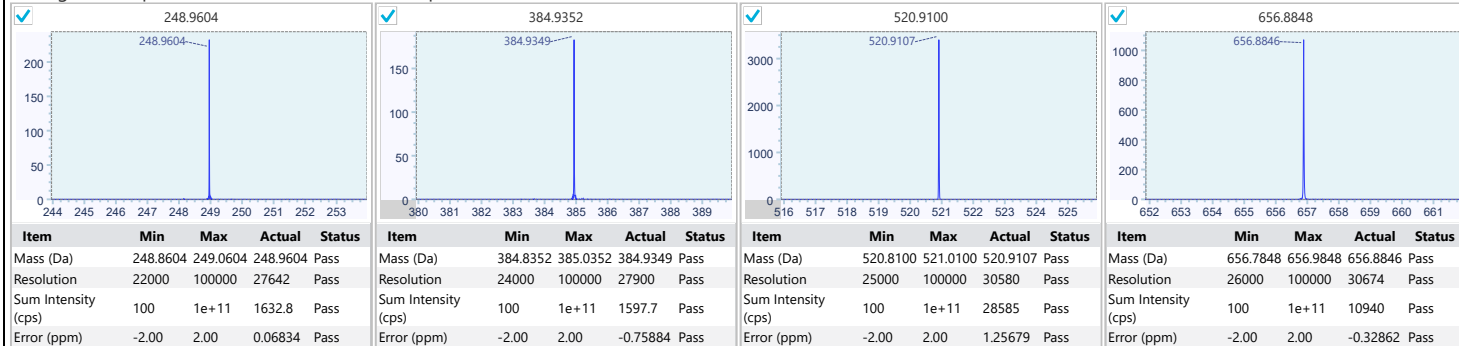 248.9604
248.9604
200
150
100
50
0
244 245 246 247 248 249 250 251 252 253
Item Min Max Actual Status
Mass (Da) 248.8604 249.0604 248.9604 Pass
Resolution 22000 100000 27642 Pass
Sum Intensity (cps) 100 1e+11 1632.8 Pass
Error (ppm) -2.00 2.00 0.06834 Pass
384.9352
384.9349
150
100
50
0
380 381 382 383 384 385 386 387 388 389
Item Min Max Actual Status
Mass (Da) 384.8352 385.0352 384.9349 Pass
Resolution 24000 100000 27900 Pass
Sum Intensity (cps) 100 1e+11 1597.7 Pass
Error (ppm) -2.00 2.00 -0.75884 Pass
520.9100
520.9107
3000
2000
1000
0
516 517 518 519 520 521 522 523 524 525
Item Min Max Actual Status
Mass (Da) 520.8100 521.0100 520.9107 Pass
Resolution 25000 100000 30580 Pass
Sum Intensity (cps) 100 1e+11 28585 Pass
Error (ppm) -2.00 2.00 1.25679 Pass
656.8848
656.8846
1000
800
600
400
200
0
652 653 654 655 656 657 658 659 660 661
Item Min Max Actual Status
Mass (Da) 656.7848 656.9848 656.8846 Pass
Resolution 26000 100000 30674 Pass
Sum Intensity (cps) 100 1e+11 10940 Pass
Error (ppm) -2.00 2.00 -0.32862 Pass